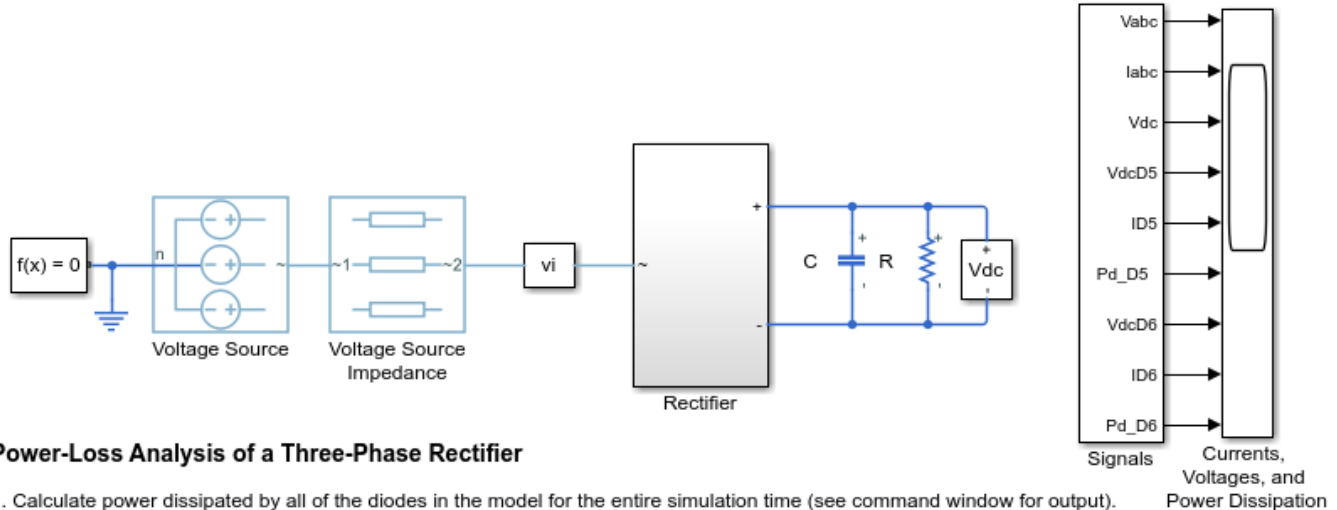 Vabc
Iabc
Vdc
VdcD5
ID5
Pd_D5
VdcD6
ID6
Pd_D6
Signals
Currents,
Voltages, and
Power Dissipation
f(x) = 0
n
- +
- +
- +
~
Voltage Source
~1
~2
Voltage Source
Impedance
vi
~
+
-
Rectifier
C
+
'
R
+
'
+
Vdc
'
Power-Loss Analysis of a Three-Phase Rectifier
. Calculate power dissipated by all of the diodes in the model for the entire simulation time (see command window for output).